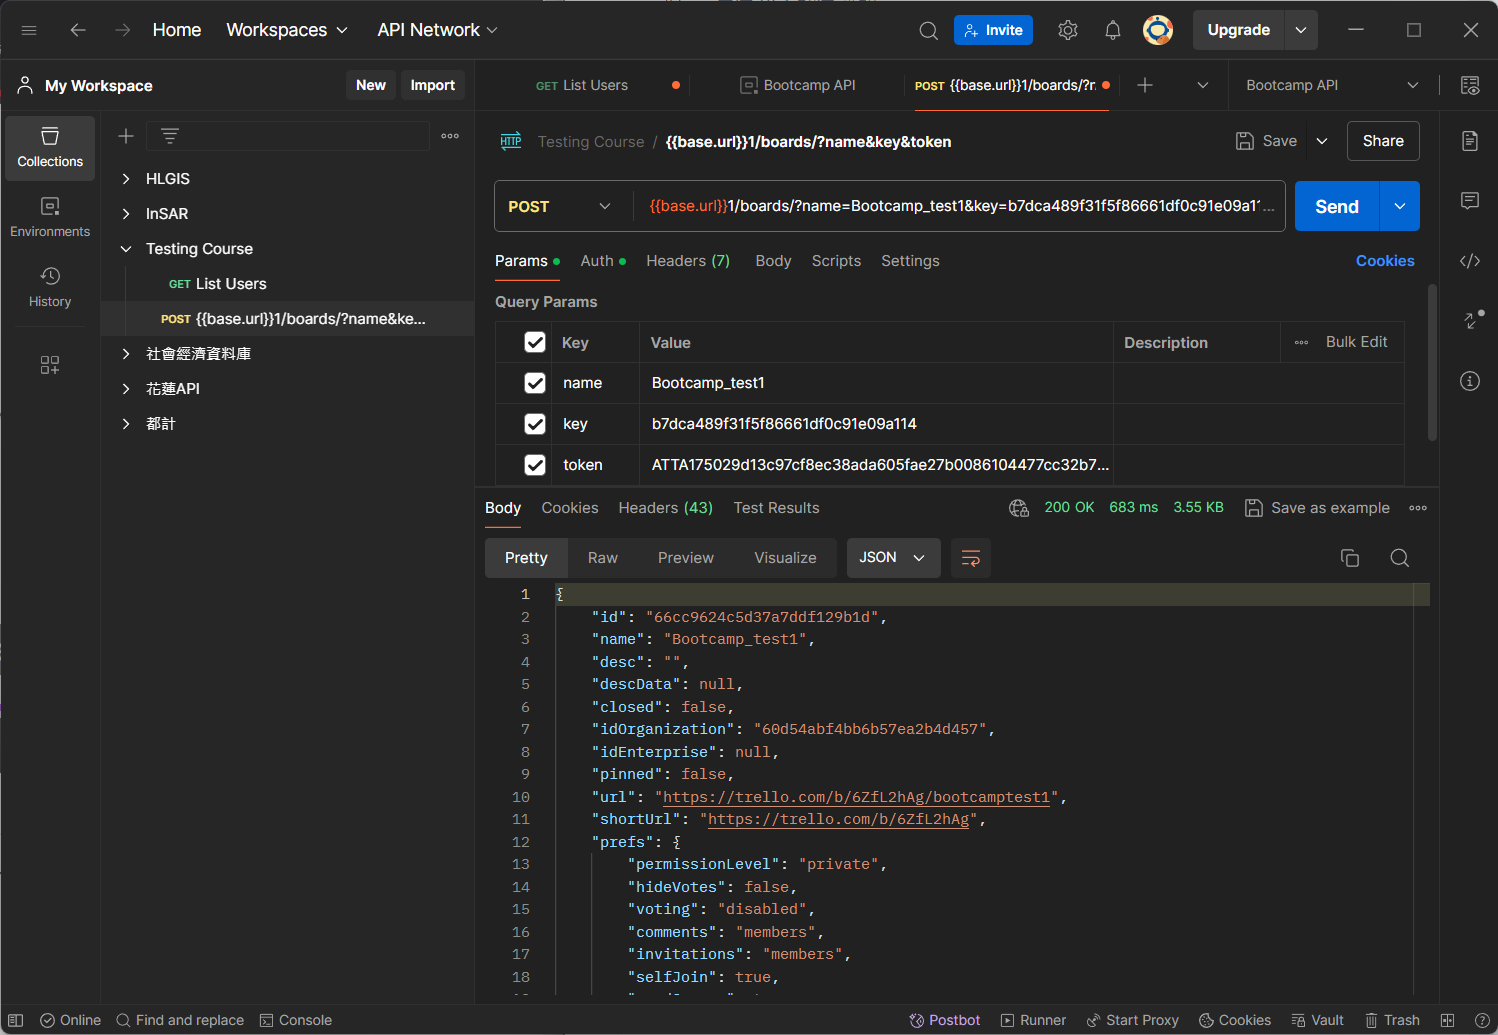 Home Workspaces API Network Invite Upgrade
My Workspace New Import GET List Users Bootcamp API POST {{base.url}}1/boards/?r. Bootcamp API
Collections
Environments
History
HLGIS
InSAR
Testing Course
GET List Users
POST {{base.url}}1/boards/?name&ke...
社會經濟資料庫
花蓮API
都計
HTTP Testing Course / {{base.url}}1/boards/?name&key&token Save Share
POST {{base.url}}1/boards/?name=Bootcamp_test1&key=b7dca489f31f5f86661df0c91e09a1... Send
Params Auth Headers (7) Body Scripts Settings Cookies
Query Params
Key Value Description Bulk Edit
name Bootcamp_test1
key b7dca489f31f5f86661df0c91e09a114
token ATTA175029d13c97cf8ec38ada605fae27b0086104477cc32b7...
Body Cookies Headers (43) Test Results 200 OK 683 ms 3.55 KB Save as example
Pretty Raw Preview Visualize JSON
1 {
2 "id": "66cc9624c5d37a7ddf129b1d",
3 "name": "Bootcamp_test1",
4 "desc": "",
5 "descData": null,
6 "closed": false,
7 "idOrganization": "60d54abf4bb6b57ea2b4d457",
8 "idEnterprise": null,
9 "pinned": false,
10 "url": "https://trello.com/b/6ZfL2hAg/bootcamptest1",
11 "shortUrl": "https://trello.com/b/6ZfL2hAg",
12 "prefs": {
13 "permissionLevel": "private",
14 "hideVotes": false,
15 "voting": "disabled",
16 "comments": "members",
17 "invitations": "members",
18 "selfJoin": true,
Online Find and replace Console Postbot Runner Start Proxy Cookies Vault Trash